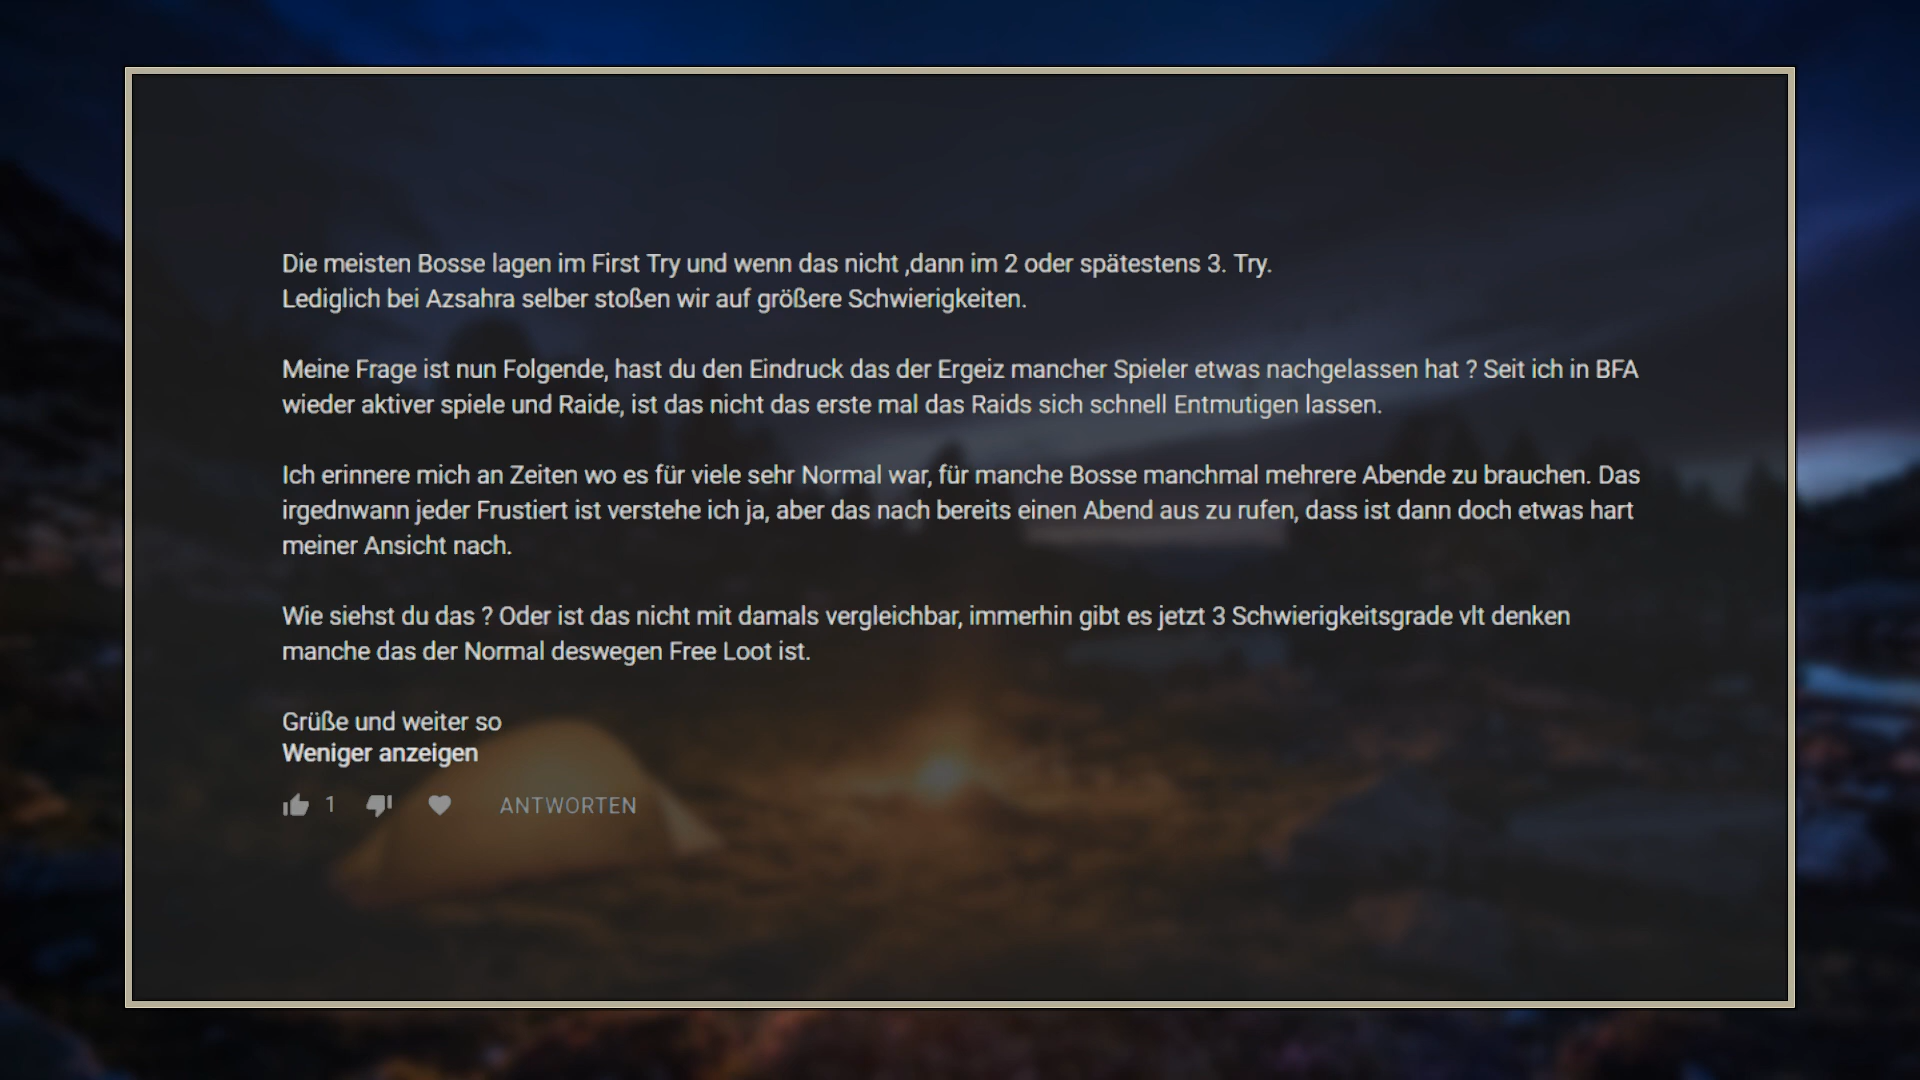 Die meisten Bosse lagen im First Try und wenn das nicht ,dann im 2 oder spätestens 3. Try.
Lediglich bei Azsahra selber stoßen wir auf größere Schwierigkeiten.
Meine Frage ist nun Folgende, hast du den Eindruck das der Ergeiz mancher Spieler etwas nachgelassen hat ? Seit ich in BFA
wieder aktiver spiele und Raide, ist das nicht das erste mal das Raids sich schnell Entmutigen lassen.
Ich erinnere mich an Zeiten wo es für viele sehr Normal war, für manche Bosse manchmal mehrere Abende zu brauchen. Das
irgednwann jeder Frustiert ist verstehe ich ja, aber das nach bereits einen Abend aus zu rufen, dass ist dann doch etwas hart
meiner Ansicht nach.
Wie siehst du das ? Oder ist das nicht mit damals vergleichbar, immerhin gibt es jetzt 3 Schwierigkeitsgrade vlt denken
manche das der Normal deswegen Free Loot ist.
Grüße und weiter so
Weniger anzeigen
1 ANTWORTEN